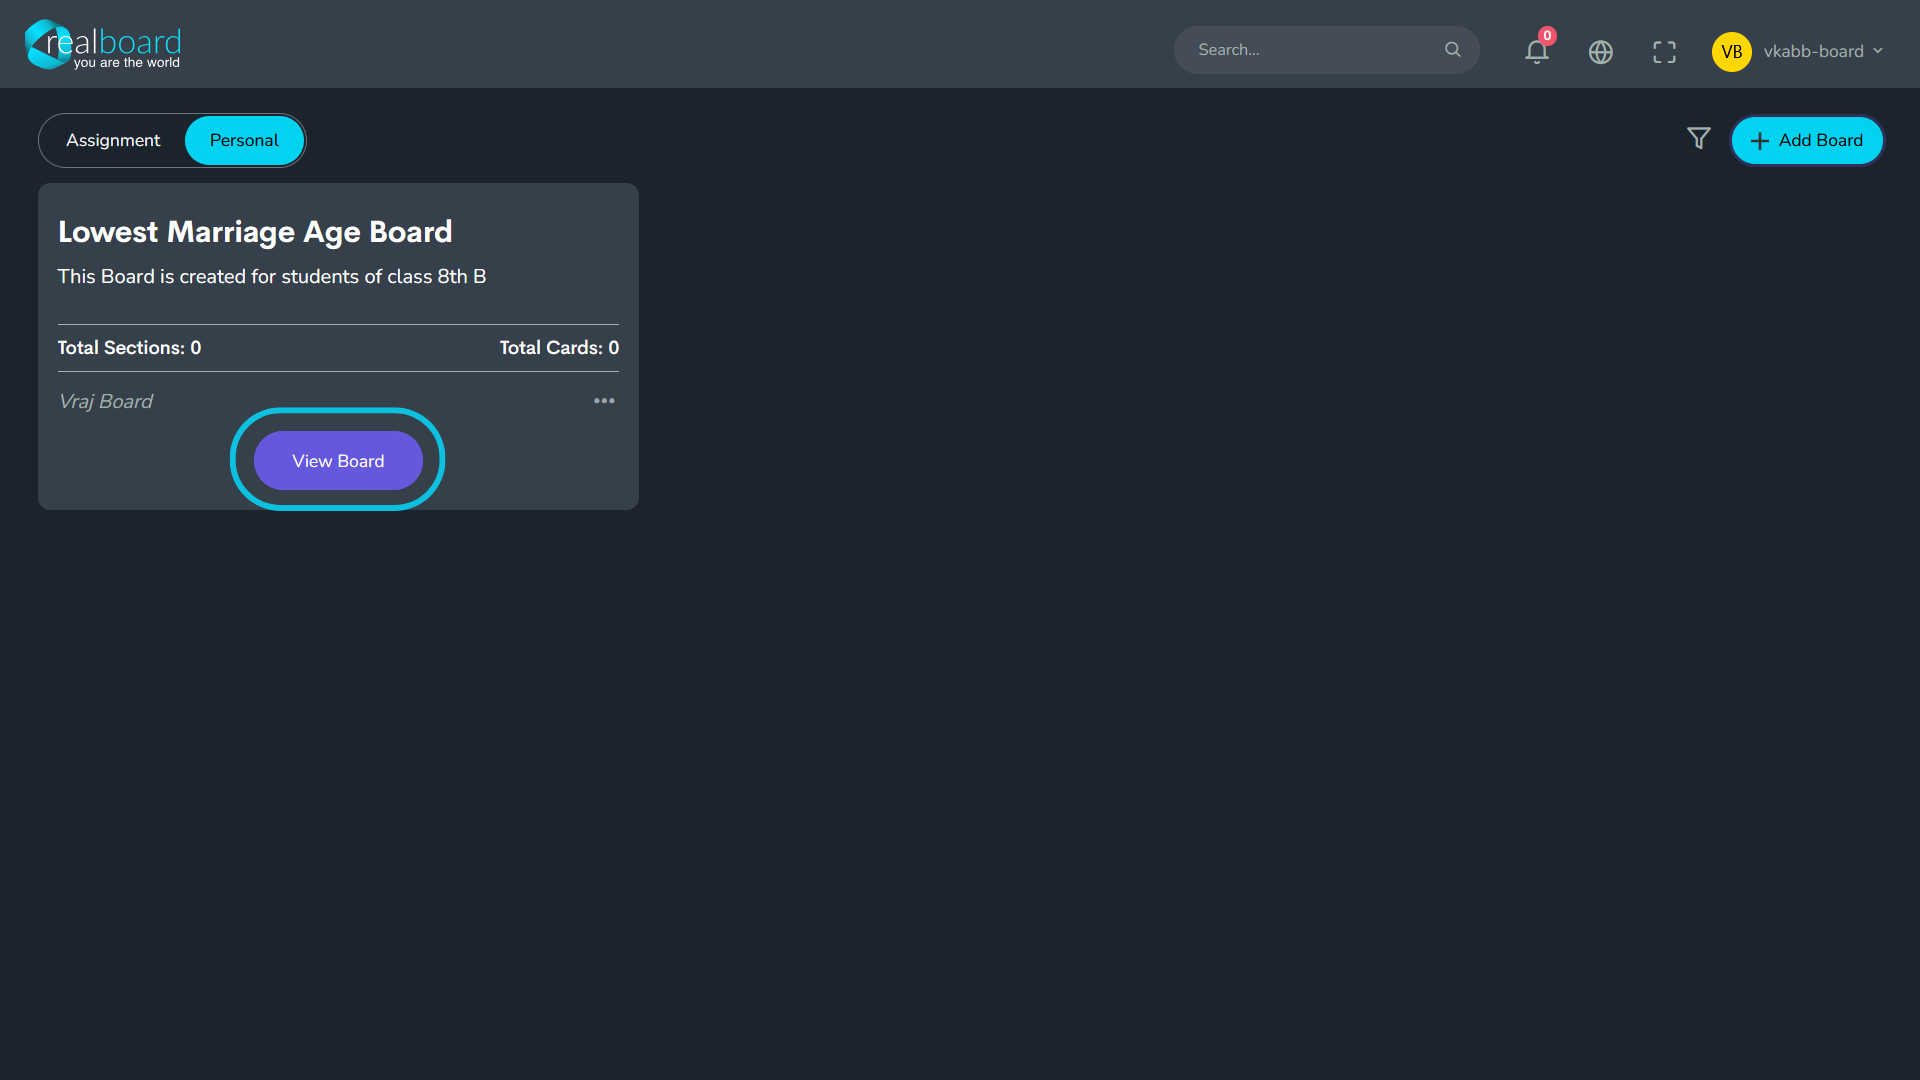 realboard
you are the world
Search...
0
VB
vkabb-board
Assignment
Personal
Add Board
Lowest Marriage Age Board
This Board is created for students of class 8th B
Total Sections: 0
Total Cards: 0
Vraj Board
View Board